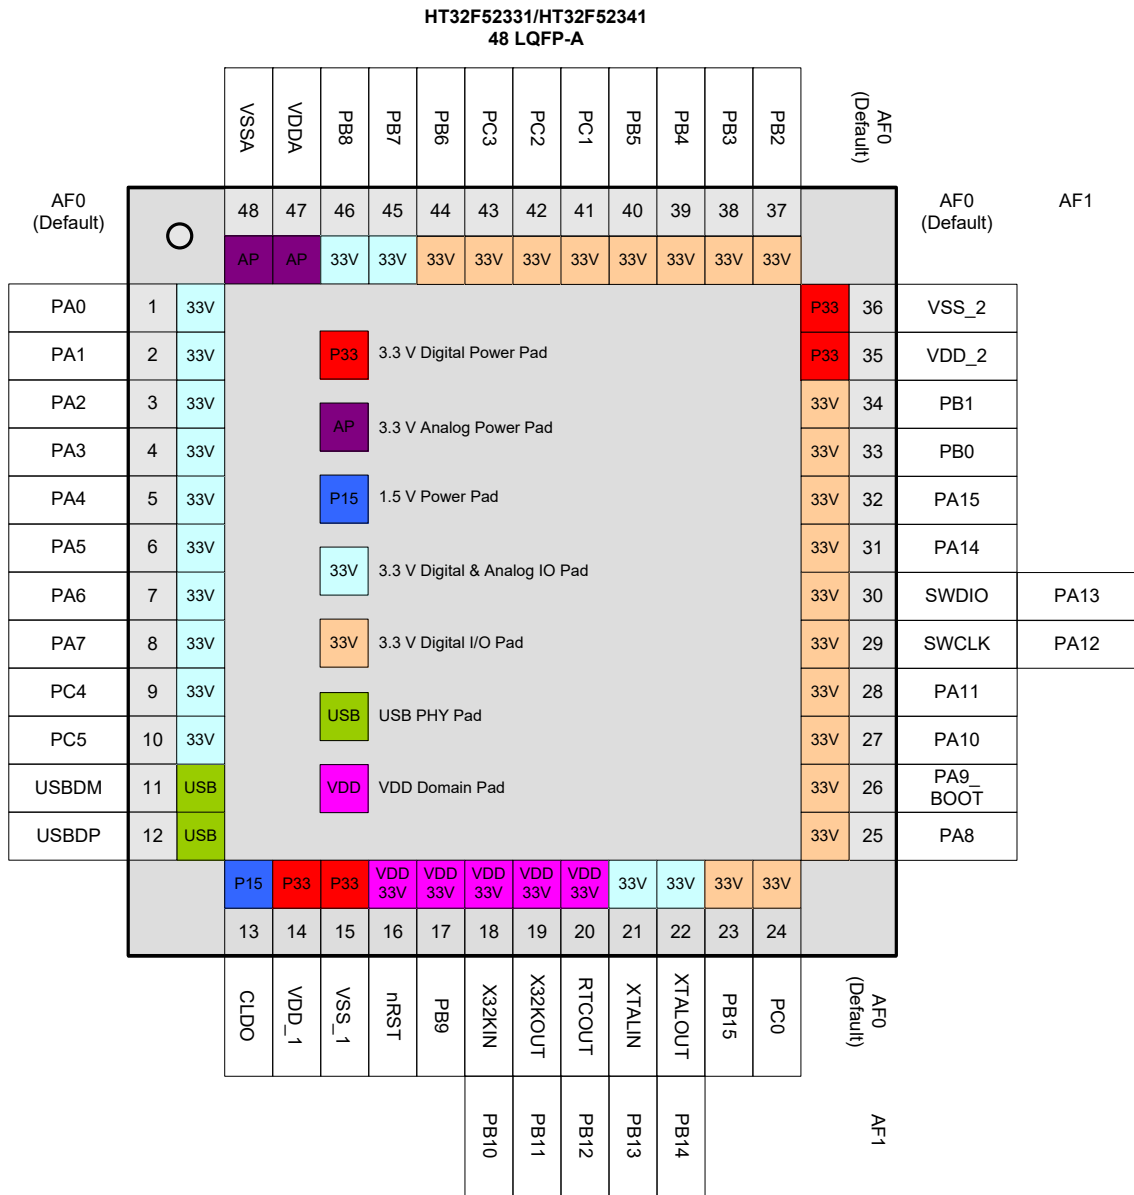 HT32F52331/HT32F52341
48 LQFP-A
VSSA VDDA PB8 PB7 PB6 PC3 PC2 PC1 PB5 PB4 PB3 PB2
AF0
(Default)
AF0
(Default)
48 47 46 45 44 43 42 41 40 39 38 37
AF0
(Default)
AF1
AP AP 33V 33V 33V 33V 33V 33V 33V 33V 33V 33V
PA0 1 33V
P33 36 VSS_2
PA1 2 33V
P33 3.3 V Digital Power Pad
P33 35 VDD_2
PA2 3 33V
33V 34 PB1
AP 3.3 V Analog Power Pad
PA3 4 33V
33V 33 PB0
PA4 5 33V
P15 1.5 V Power Pad
33V 32 PA15
PA5 6 33V
33V 31 PA14
33V 3.3 V Digital & Analog IO Pad
PA6 7 33V
33V 30 SWDIO PA13
PA7 8 33V
33V 3.3 V Digital I/O Pad
33V 29 SWCLK PA12
PC4 9 33V
33V 28 PA11
USB USB PHY Pad
PC5 10 33V
33V 27 PA10
USBDM 11 USB
VDD VDD Domain Pad
33V 26 PA9_
BOOT
USBDP 12 USB
33V 25 PA8
P15 P33 P33 VDD 33V VDD 33V VDD 33V VDD 33V VDD 33V 33V 33V 33V 33V
13 14 15 16 17 18 19 20 21 22 23 24
CLDO VDD_1 VSS_1 nRST PB9 X32KIN X32KOUT RTCOUT XTALIN XTALOUT PB15 PC0
AF0
(Default)
PB10 PB11 PB12 PB13 PB14
AF1